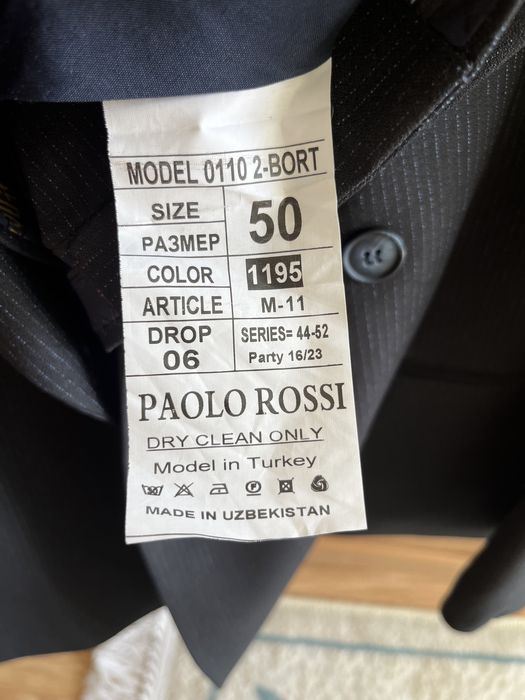 MODEL 0110 2-BORT
SIZE
РАЗМЕР
50
COLOR
1195
ARTICLE
M-11
DROP
06
SERIES= 44-52
Party 16/23
PAOLO ROSSI
DRY CLEAN ONLY
Model in Turkey
MADE IN UZBEKISTAN